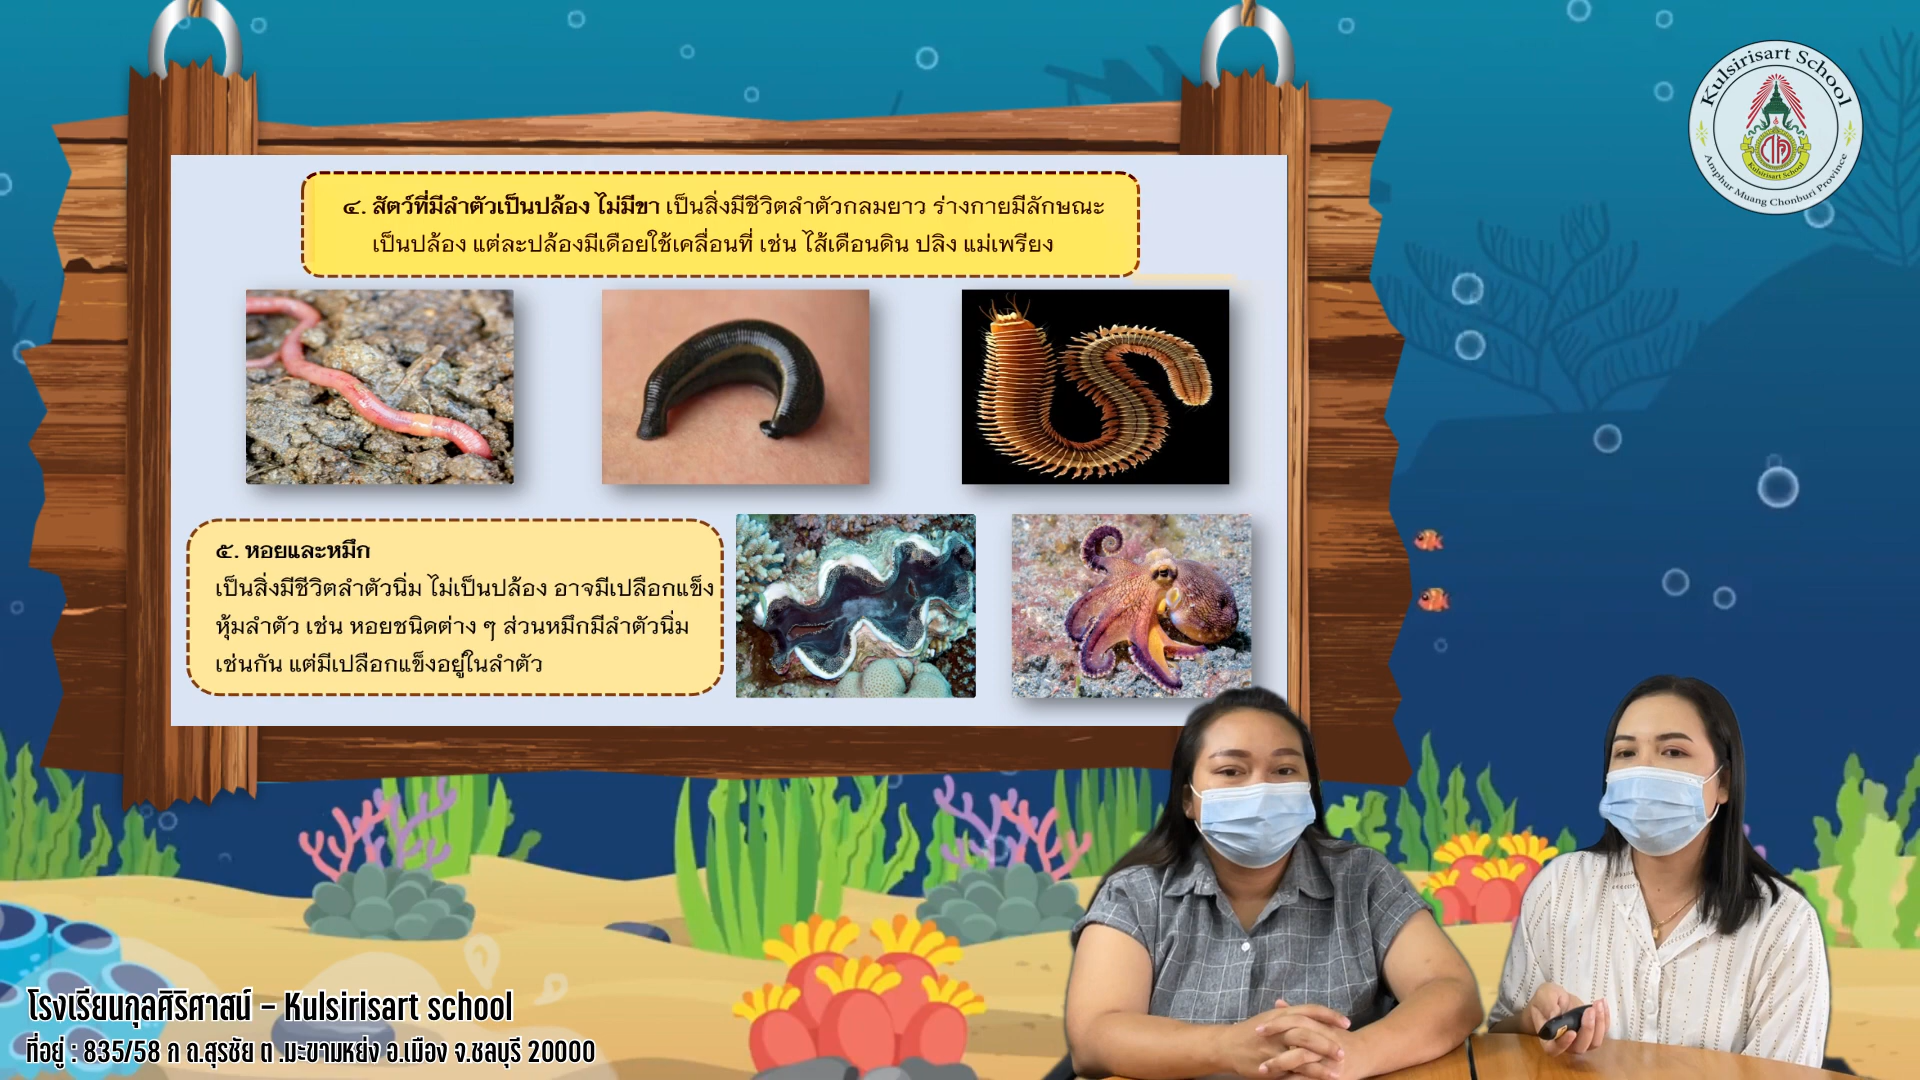 Kulsirisart School
Kulsirisart School
Amphur Muang Chonburi Province
๔. สัตว์ที่มีลำตัวเป็นปล้อง ไม่มีขา เป็นสิ่งมีชีวิตลำตัวกลมยาว ร่างกายมีลักษณะ
เป็นปล้อง แต่ละปล้องมีเดือยใช้เคลื่อนที่ เช่น ไส้เดือนดิน ปลิง แม่เพรียง
๕. หอยและหมึก
เป็นสิ่งมีชีวิตลำตัวนิ่ม ไม่เป็นปล้อง อาจมีเปลือกแข็ง
หุ้มลำตัว เช่น หอยชนิดต่าง ๆ ส่วนหมึกมีลำตัวนิ่ม
เช่นกัน แต่มีเปลือกแข็งอยู่ในลำตัว
โรงเรียนกุลศิริศาสน์ – Kulsirisart school
ที่อยู่ : 835/58 ก ถ.สุรชัย ต .มะขามหย่ง อ.เมือง จ.ชลบุรี 20000